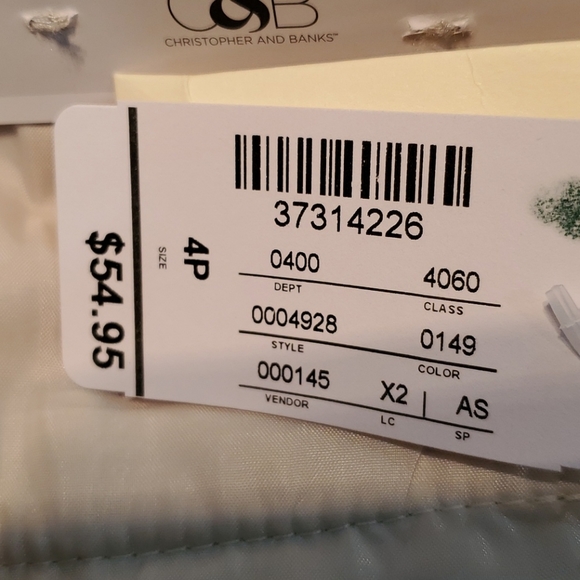 C&B
CHRISTOPHER AND BANKS™
37314226
0400 4060
DEPT CLASS
0004928 0149
STYLE COLOR
000145 X2 | AS
VENDOR LC SP
4P
SIZE
$54.95